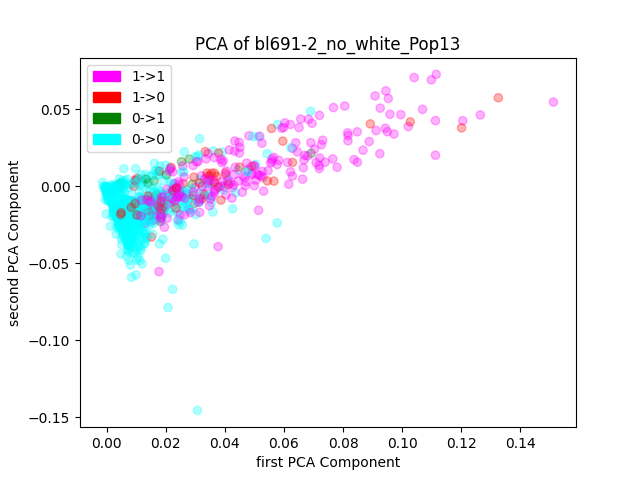 PCA of bl691-2_no_white_Pop13
1->1
1->0
0->1
0->0
second PCA Component
0.05
0.00
−0.05
−0.10
−0.15
0.00 0.02 0.04 0.06 0.08 0.10 0.12 0.14
first PCA Component